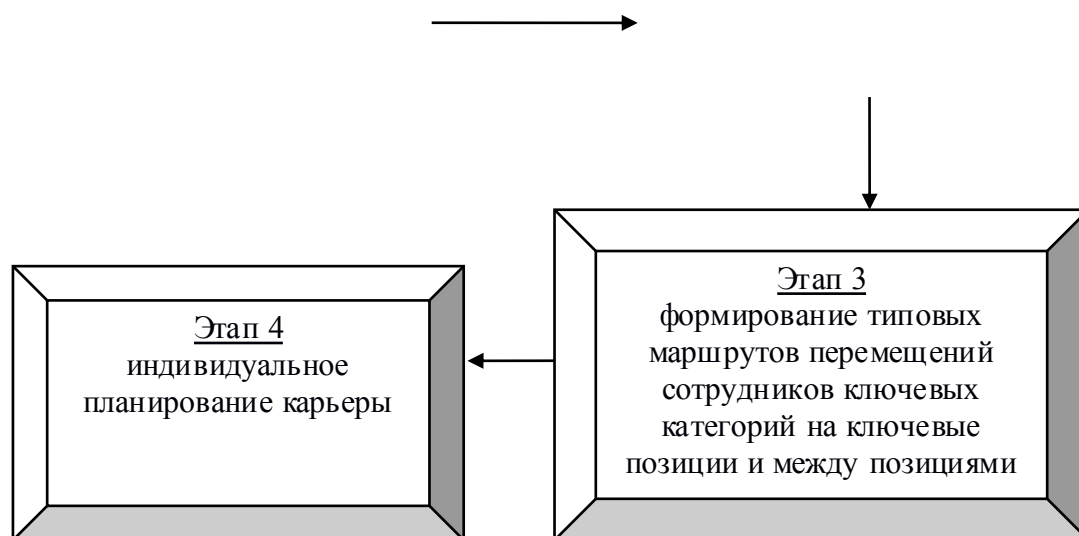 Этап 3
формирование типовых
маршрутов перемещений
сотрудников ключевых
категорий на ключевые
позиции и между позициями
Этап 4
индивидуальное
планирование карьеры